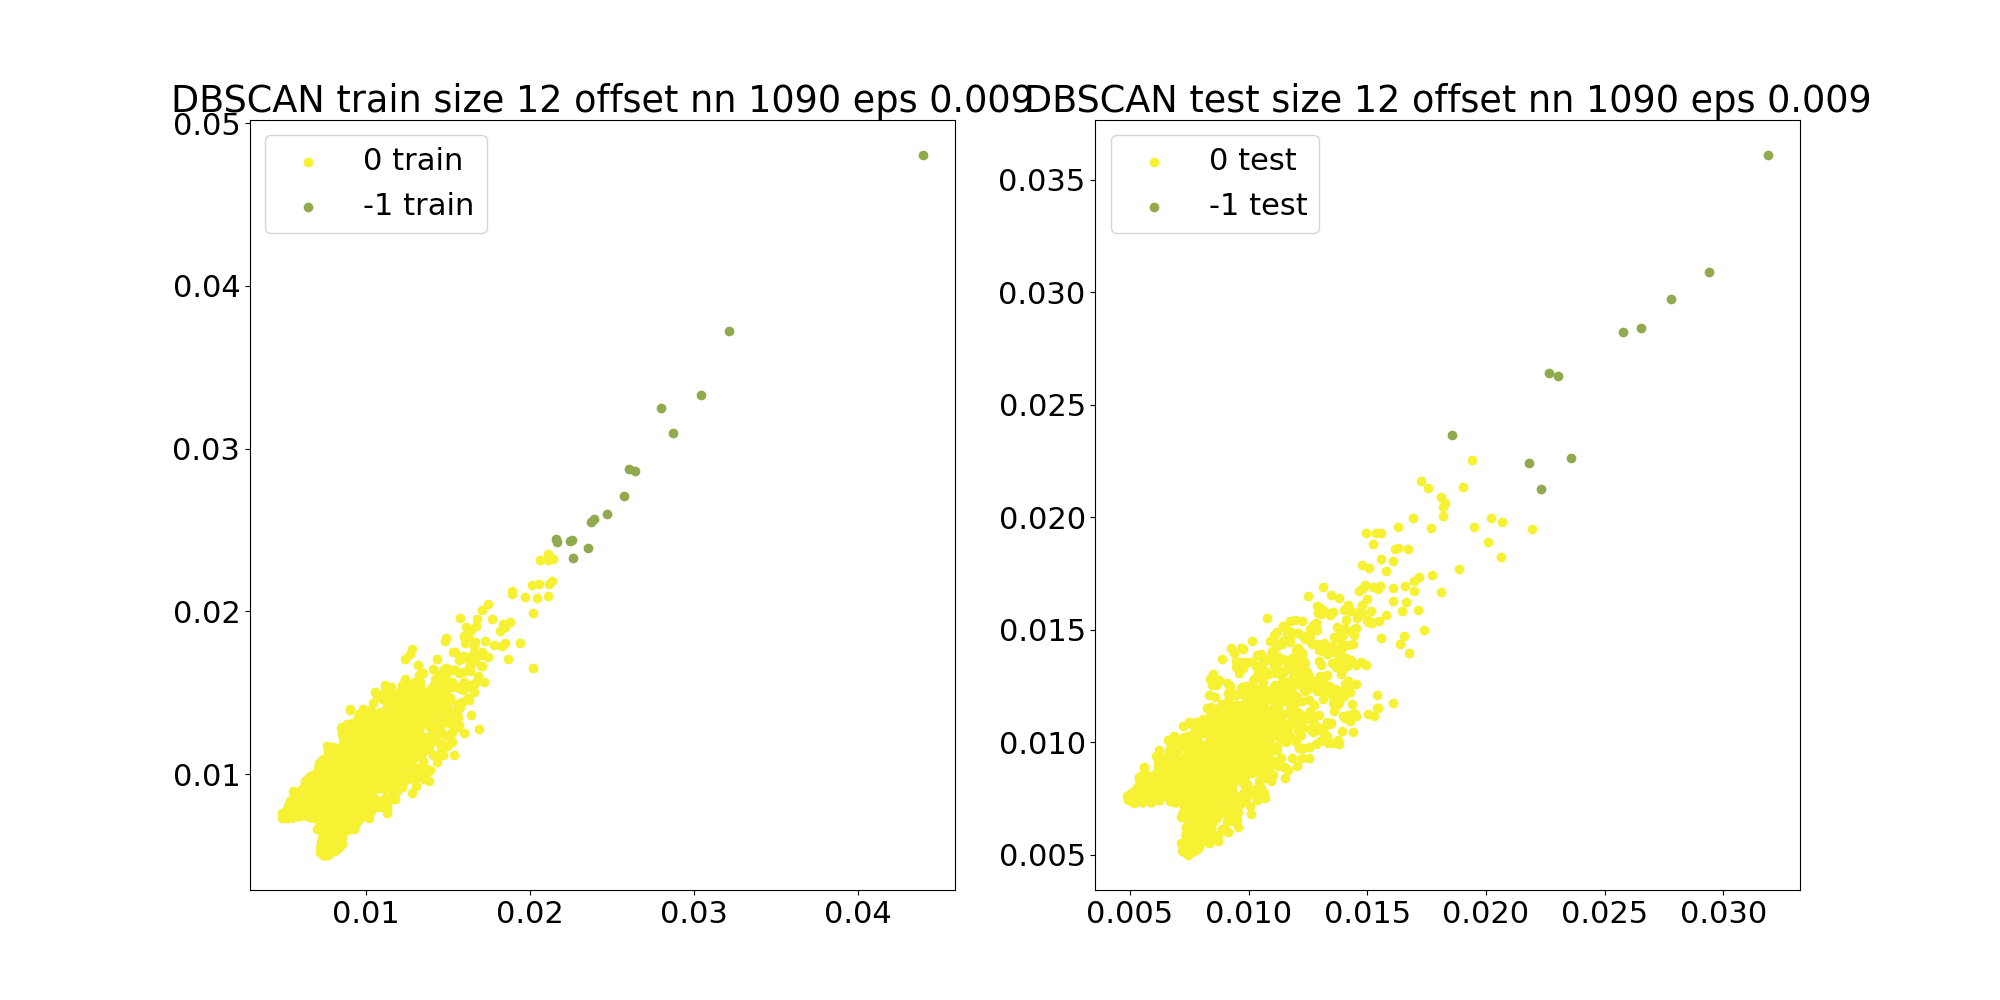 DBSCAN train size 12 offset nn 1090 eps 0.009
0.05
0.04
0.03
0.02
0.01
0 train
-1 train
0.01 0.02 0.03 0.04
DBSCAN test size 12 offset nn 1090 eps 0.009
0.035
0.030
0.025
0.020
0.015
0.010
0.005
0 test
-1 test
0.005 0.010 0.015 0.020 0.025 0.030